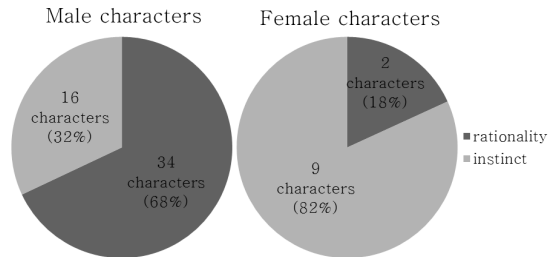 Male characters
Female characters
16
characters
(32%)
34
characters
(68%)
2
characters
(18%)
9
characters
(82%)
rationality
instinct